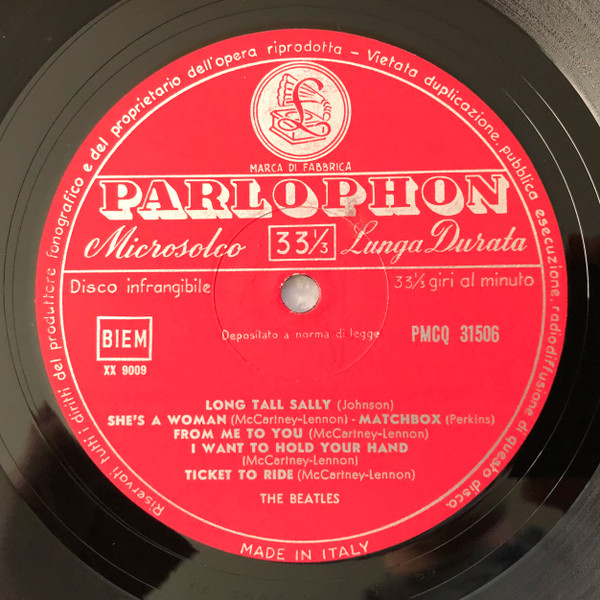 Riservati tutti i diritti del produttore fonografico e del proprietario dell'opera riprodotta - Vietata duplicazione, pubblica esecuzione, radiodiffusione di questo disco.
MARCA DI FABBRICA
PARLOPHON
Microsolco 33⅓ Lunga Durata
Disco infrangibile 33⅓ giri al minuto
BIEM
XX 9009
Depositato a norma di legge
PMCQ 31506
LONG TALL SALLY (Johnson)
SHE'S A WOMAN (McCartney-Lennon) - MATCHBOX (Perkins)
FROM ME TO YOU (McCartney-Lennon)
I WANT TO HOLD YOUR HAND
(McCartney-Lennon)
TICKET TO RIDE (McCartney-Lennon)
THE BEATLES
MADE IN ITALY